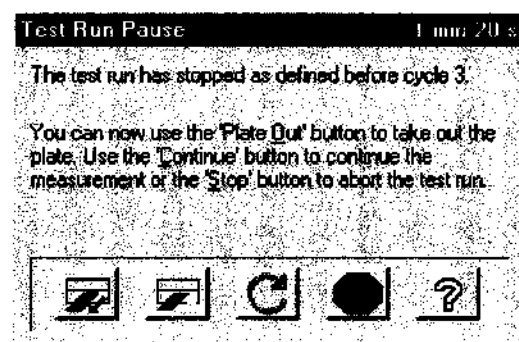 Test Run Pause 1 min 20 s
The test run has stopped as defined before cycle 3.
You can now use the 'Plate Out' button to take out the
plate. Use the 'Continue' button to continue the
measurement or the 'Stop' button to abort the test run.
?